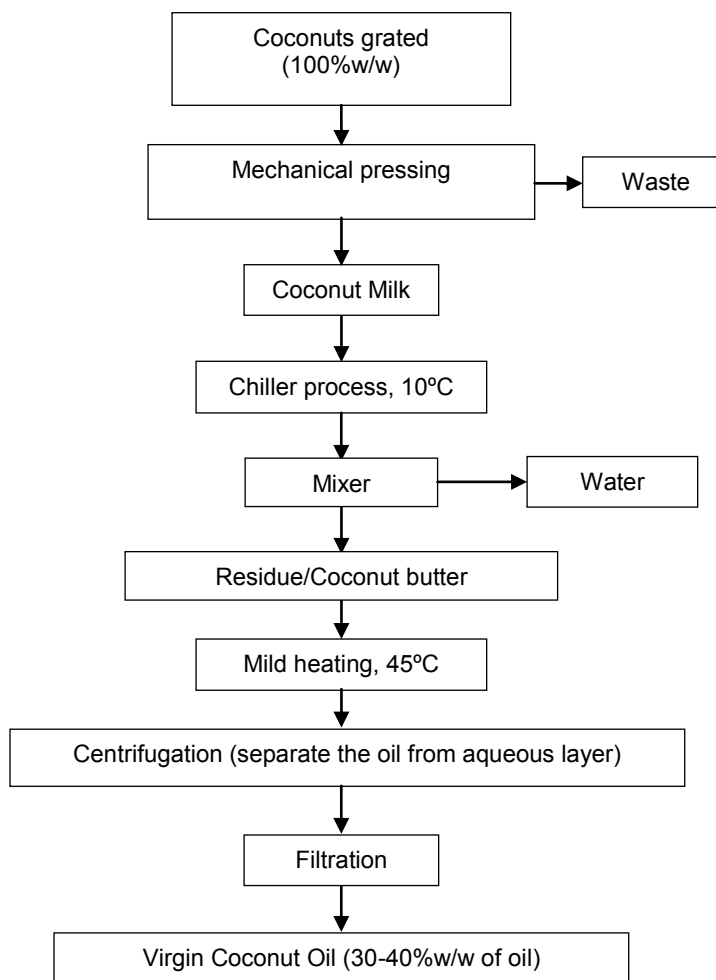 Coconuts grated
(100%w/w)
Mechanical pressing
Waste
Coconut Milk
Chiller process, 10ºC
Mixer
Water
Residue/Coconut butter
Mild heating, 45ºC
Centrifugation (separate the oil from aqueous layer)
Filtration
Virgin Coconut Oil (30-40%w/w of oil)